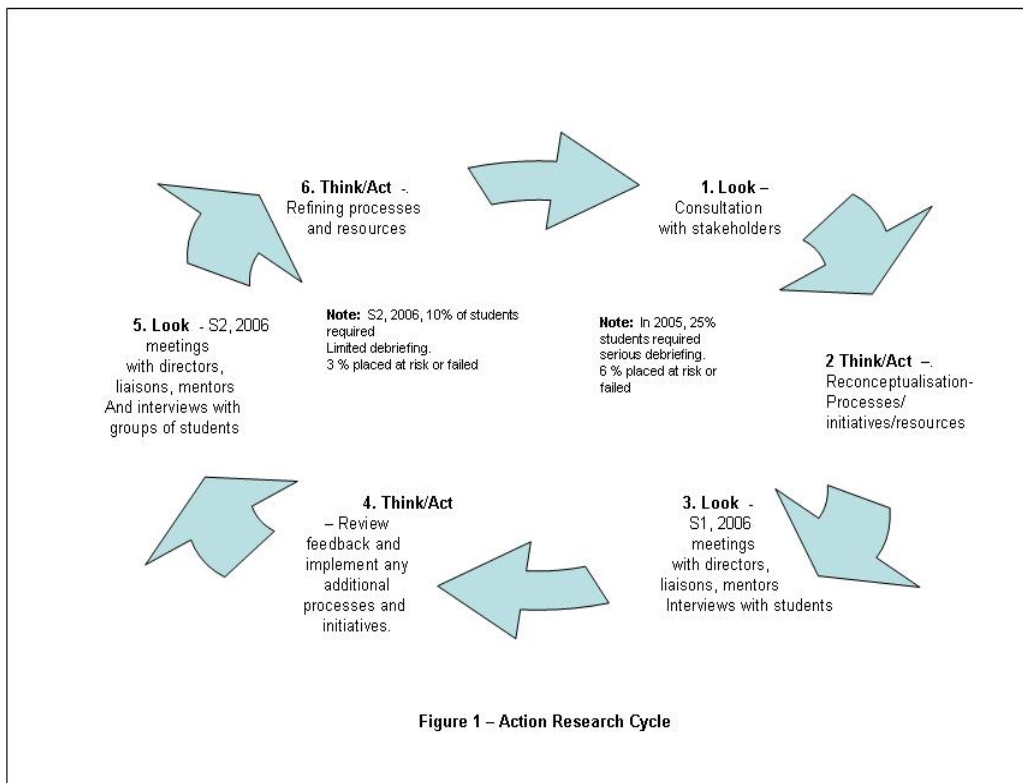 6. Think/Act -.
Refining processes
and resources
1. Look –
Consultation
with stakeholders
5. Look - S2, 2006
meetings
with directors,
liaisons, mentors
And interviews with
groups of students
Note: S2, 2006, 10% of students
required
Limited debriefing.
3 % placed at risk or failed
Note: In 2005, 25%
students required
serious debriefing.
6 % placed at risk or
failed
2 Think/Act –.
Reconceptualisation-
Processes/
initiatives/resources
4. Think/Act
– Review
feedback and
implement any
additional
processes and
initiatives.
3. Look -
S1, 2006
meetings
with directors,
liaisons, mentors
Interviews with students
Figure 1 – Action Research Cycle